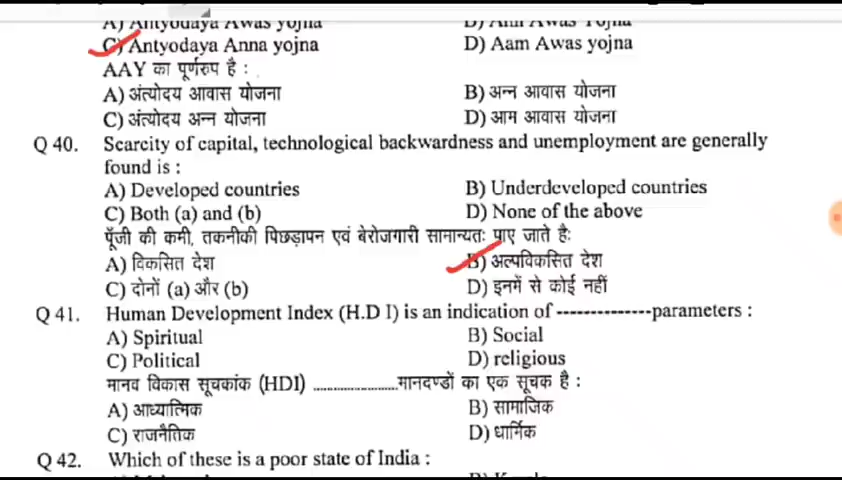 A) Antyodaya Awas yojna
C) Antyodaya Anna yojna D) Aam Awas yojna
AAY का पूर्णरुप है :
A) अंत्योदय आवास योजना B) अन्न आवास योजना
C) अंत्योदय अन्न योजना D) आम आवास योजना
Q 40. Scarcity of capital, technological backwardness and unemployment are generally
found is :
A) Developed countries B) Underdeveloped countries
C) Both (a) and (b) D) None of the above
पूँजी की कमी, तकनीकी पिछड़ापन एवं बेरोजगारी सामान्यतः पाए जाते हैः
A) विकसित देश B) अल्पविकसित देश
C) दोनों (a) और (b) D) इनमें से कोई नहीं
Q 41. Human Development Index (H.D I) is an indication of ---------------parameters :
A) Spiritual B) Social
C) Political D) religious
मानव विकास सूचकांक (HDI) ........................मानदण्डों का एक सूचक है :
A) आध्यात्मिक B) सामाजिक
C) राजनैतिक D) धार्मिक
Q 42. Which of these is a poor state of India :